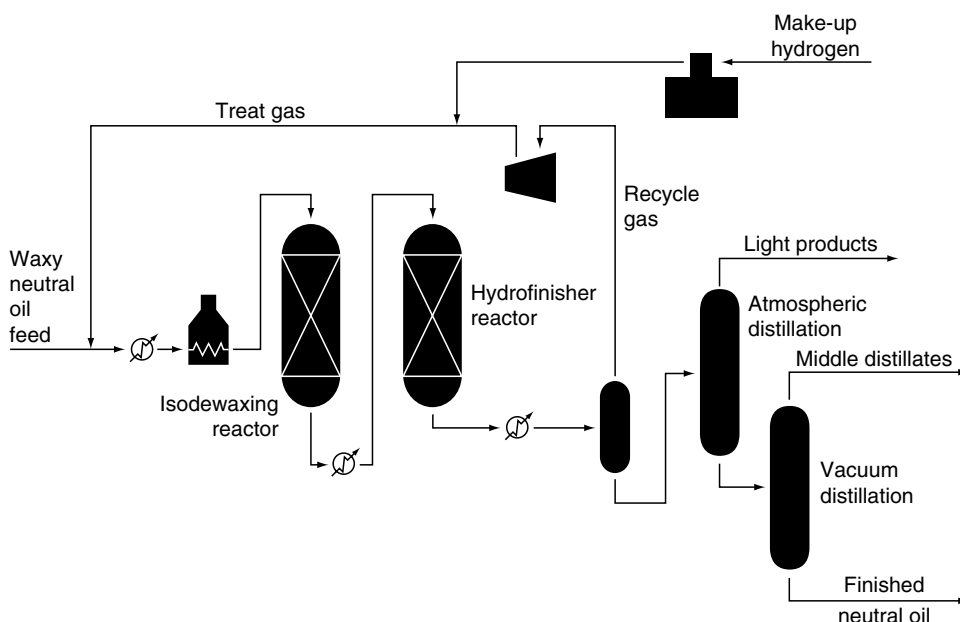 Make-up
hydrogen
Treat gas
Recycle
gas
Waxy
neutral
oil
feed
Light products
Hydrofinisher
reactor
Atmospheric
distillation
Middle distillates
Isodewaxing
reactor
Vacuum
distillation
Finished
neutral oil